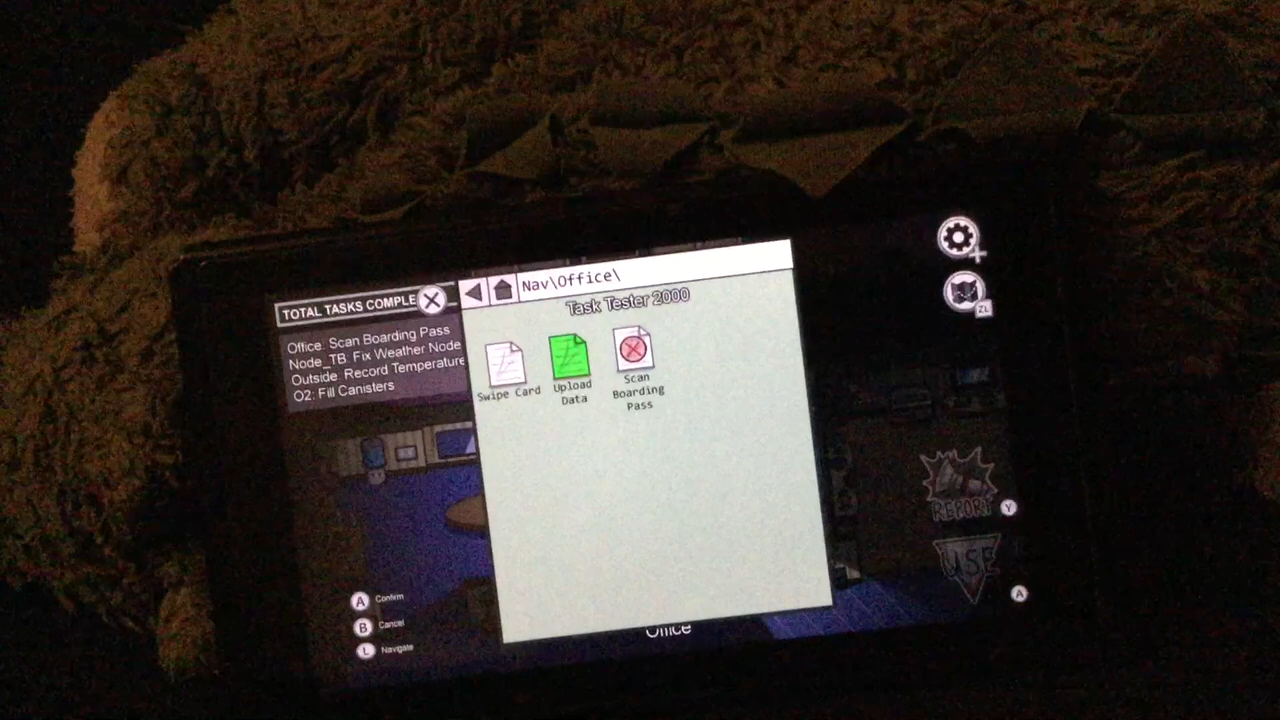 TOTAL TASKS COMPLE
Nav\Office\
Task Tester 2000
Office: Scan Boarding Pass
Node_TB: Fix Weather Node
Outside: Record Temperature
O2: Fill Canisters
Swipe Card
Upload
Data
Scan
Boarding
Pass
ZL
REPORT
Y
USE
A
A Confirm
B Cancel
L Navigate
Office